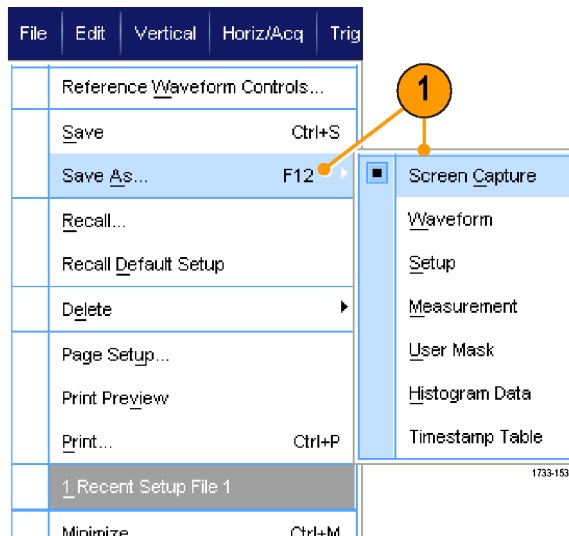 File Edit Vertical Horiz/Acq Trig
Reference Waveform Controls...
1
Save Ctrl+S
Save As... F12
Screen Capture
Recall...
Waveform
Recall Default Setup
Setup
Delete
Measurement
Page Setup...
User Mask
Print Preview
Histogram Data
Print... Ctrl+P
Timestamp Table
1733-153
1 Recent Setup File 1
Minimize Ctrl+M